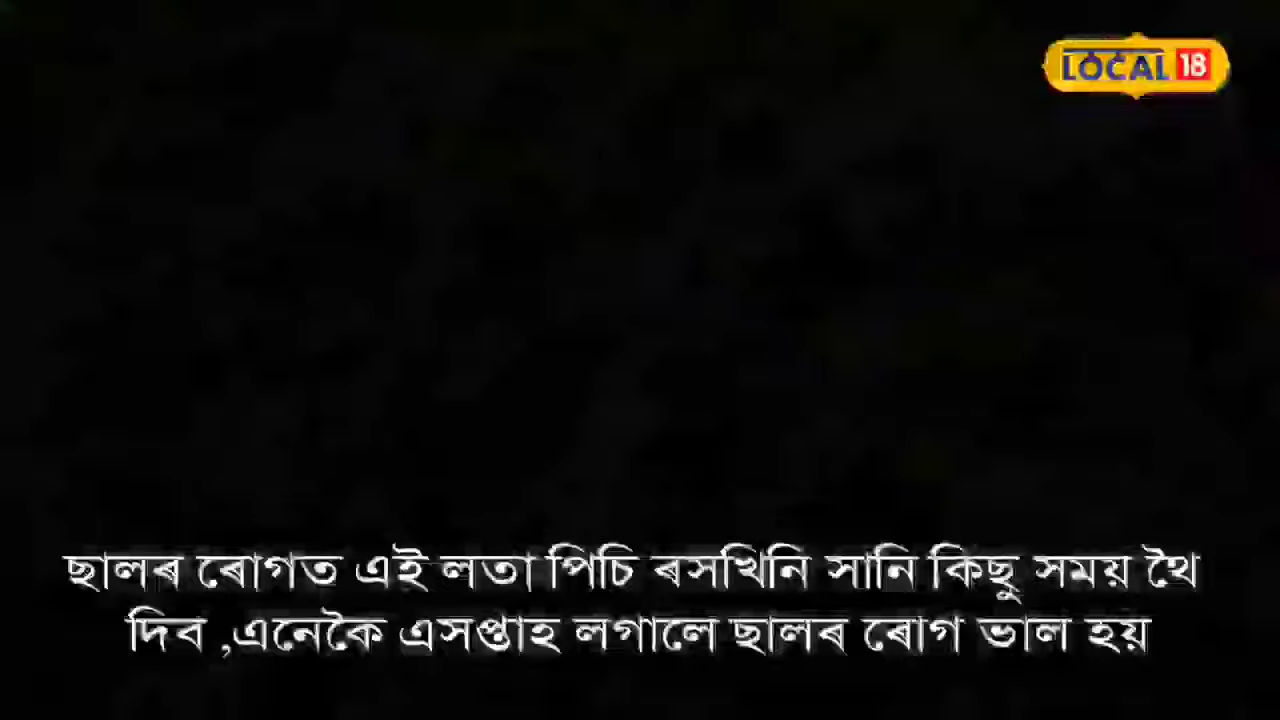 LOCAL 18
ছালৰ ৰোগত এই লতা পিচি ৰসখিনি সানি কিছু সময় থৈ
দিব ,এনেকৈ এসপ্তাহ লগালে ছালৰ ৰোগ ভাল হয়